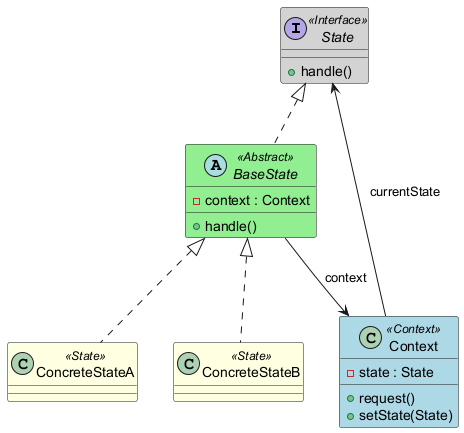 I «Interface»
State
handle()
currentState
A «Abstract»
BaseState
context : Context
handle()
context
C «State»
ConcreteStateA
C «State»
ConcreteStateB
C «Context»
Context
state : State
request()
setState(State)